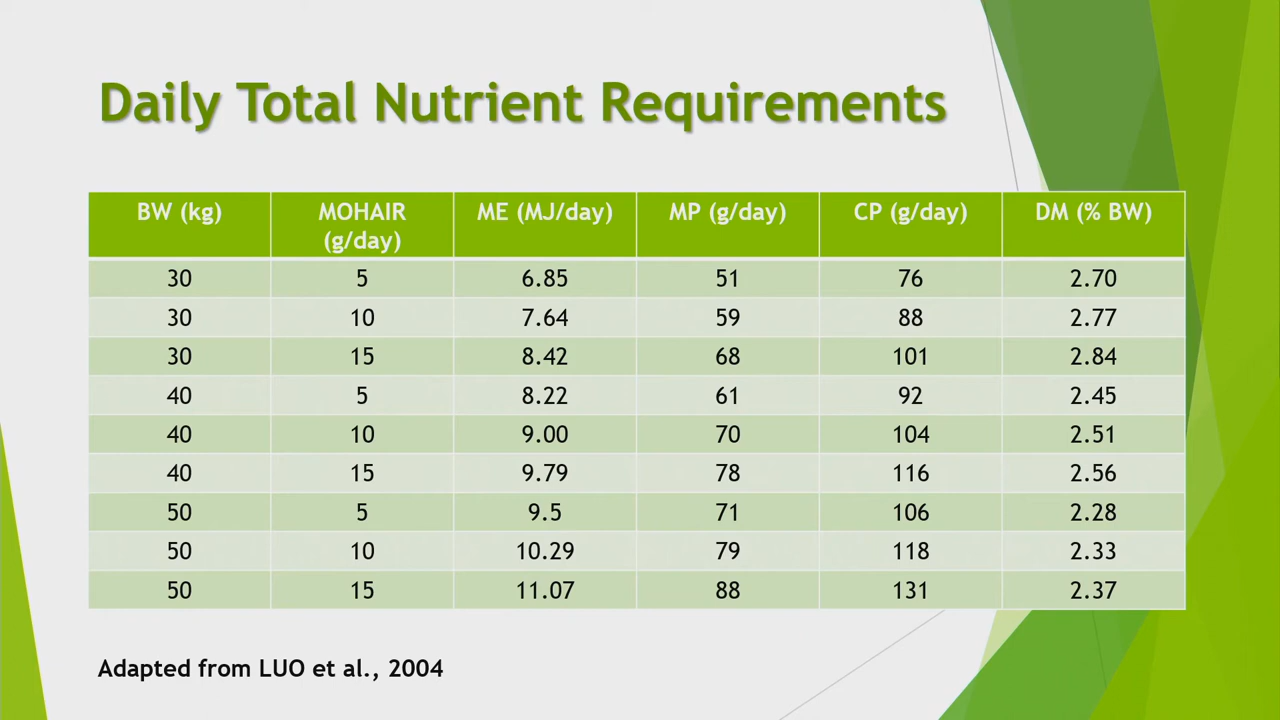 Daily Total Nutrient Requirements
BW (kg) MOHAIR (g/day) ME (MJ/day) MP (g/day) CP (g/day) DM (% BW)
30 5 6.85 51 76 2.70
30 10 7.64 59 88 2.77
30 15 8.42 68 101 2.84
40 5 8.22 61 92 2.45
40 10 9.00 70 104 2.51
40 15 9.79 78 116 2.56
50 5 9.5 71 106 2.28
50 10 10.29 79 118 2.33
50 15 11.07 88 131 2.37
Adapted from LUO et al., 2004